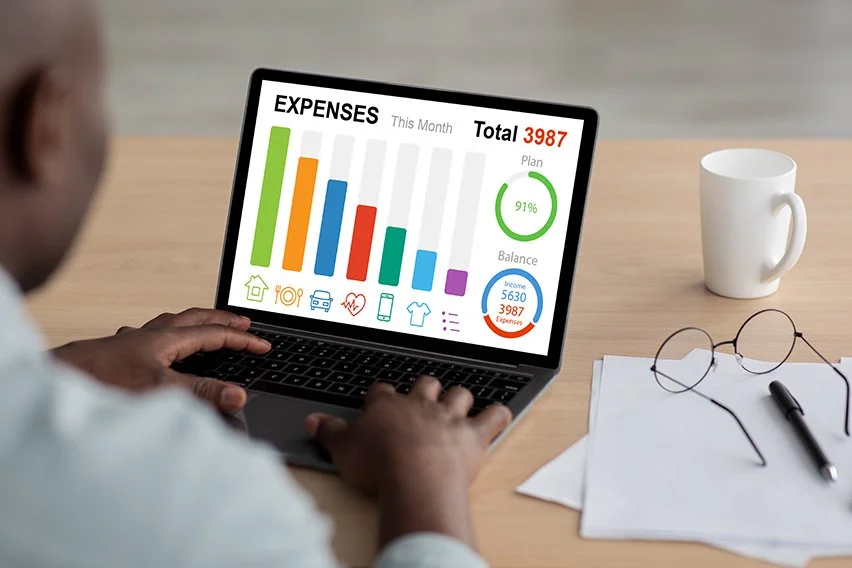 EXPENSES This Month Total 3987
Plan
91%
Balance
Income
5630
3987
Expenses